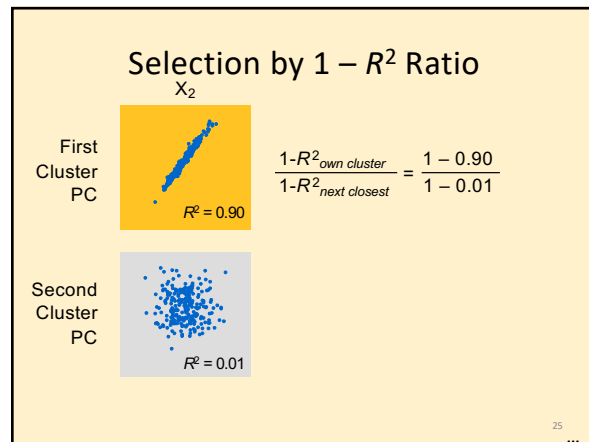 Selection by 1 – R² Ratio
X₂
First
Cluster
PC
R² = 0.90
1-R²own cluster
1-R²next closest
=
1 – 0.90
1 – 0.01
Second
Cluster
PC
R² = 0.01
25
...